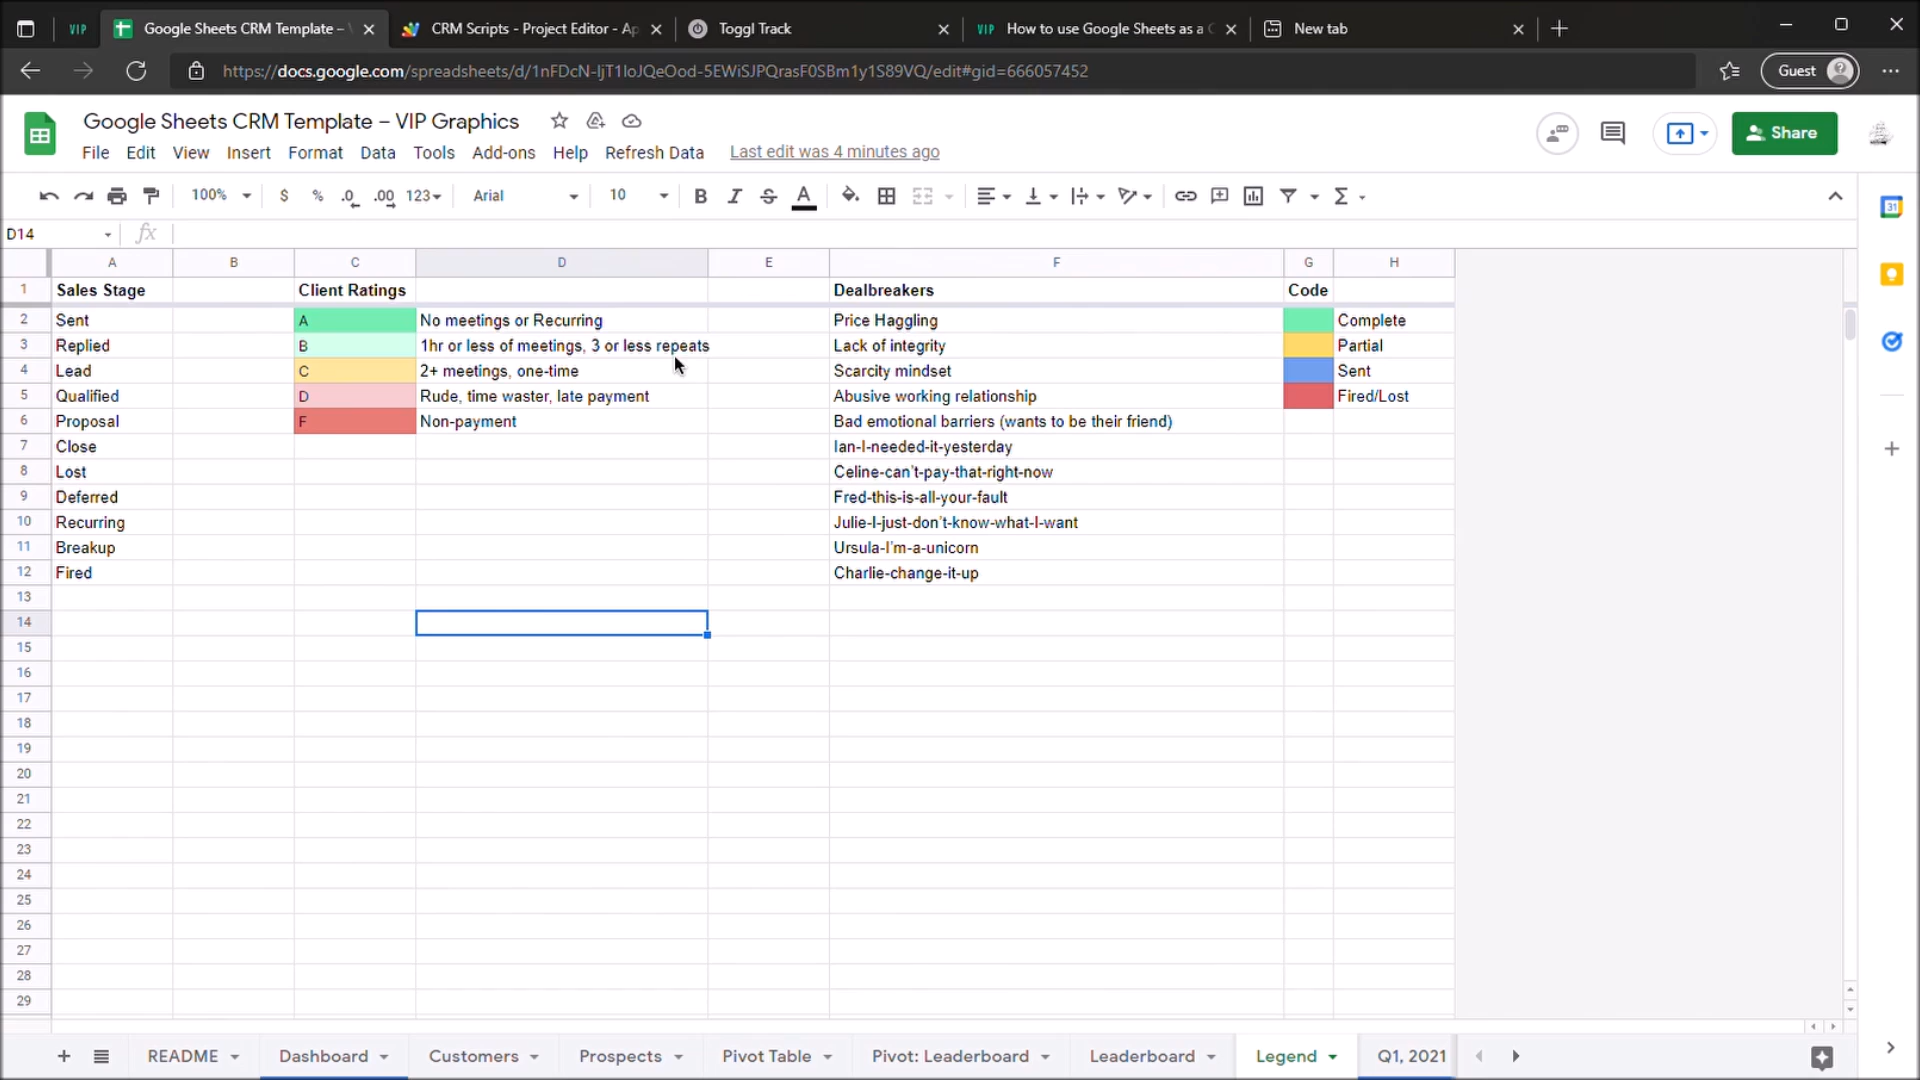 VIP
Google Sheets CRM Template –
CRM Scripts - Project Editor - Ap
Toggl Track
VIP
How to use Google Sheets as a C
New tab
https://docs.google.com/spreadsheets/d/1nFDcN-IjT1loJQeOod-5EWiSJPQrasF0SBm1y1S89VQ/edit#gid=666057452
Guest
Google Sheets CRM Template – VIP Graphics
Share
File Edit View Insert Format Data Tools Add-ons Help Refresh Data Last edit was 4 minutes ago
100% $ % .0 .00 123 Arial 10 B I S A Σ
31
D14 fx
A B C D E F G H
1 Sales Stage Client Ratings Dealbreakers Code
2 Sent A No meetings or Recurring Price Haggling Complete
3 Replied B 1hr or less of meetings, 3 or less repeats Lack of integrity Partial
4 Lead C 2+ meetings, one-time Scarcity mindset Sent
5 Qualified D Rude, time waster, late payment Abusive working relationship Fired/Lost
6 Proposal F Non-payment Bad emotional barriers (wants to be their friend)
7 Close Ian-I-needed-it-yesterday
8 Lost Celine-can't-pay-that-right-now
9 Deferred Fred-this-is-all-your-fault
10 Recurring Julie-I-just-don't-know-what-I-want
11 Breakup Ursula-I'm-a-unicorn
12 Fired Charlie-change-it-up
13
14
15
16
17
18
19
20
21
22
23
24
25
26
27
28
29
README Dashboard Customers Prospects Pivot Table Pivot: Leaderboard Leaderboard Legend Q1, 2021